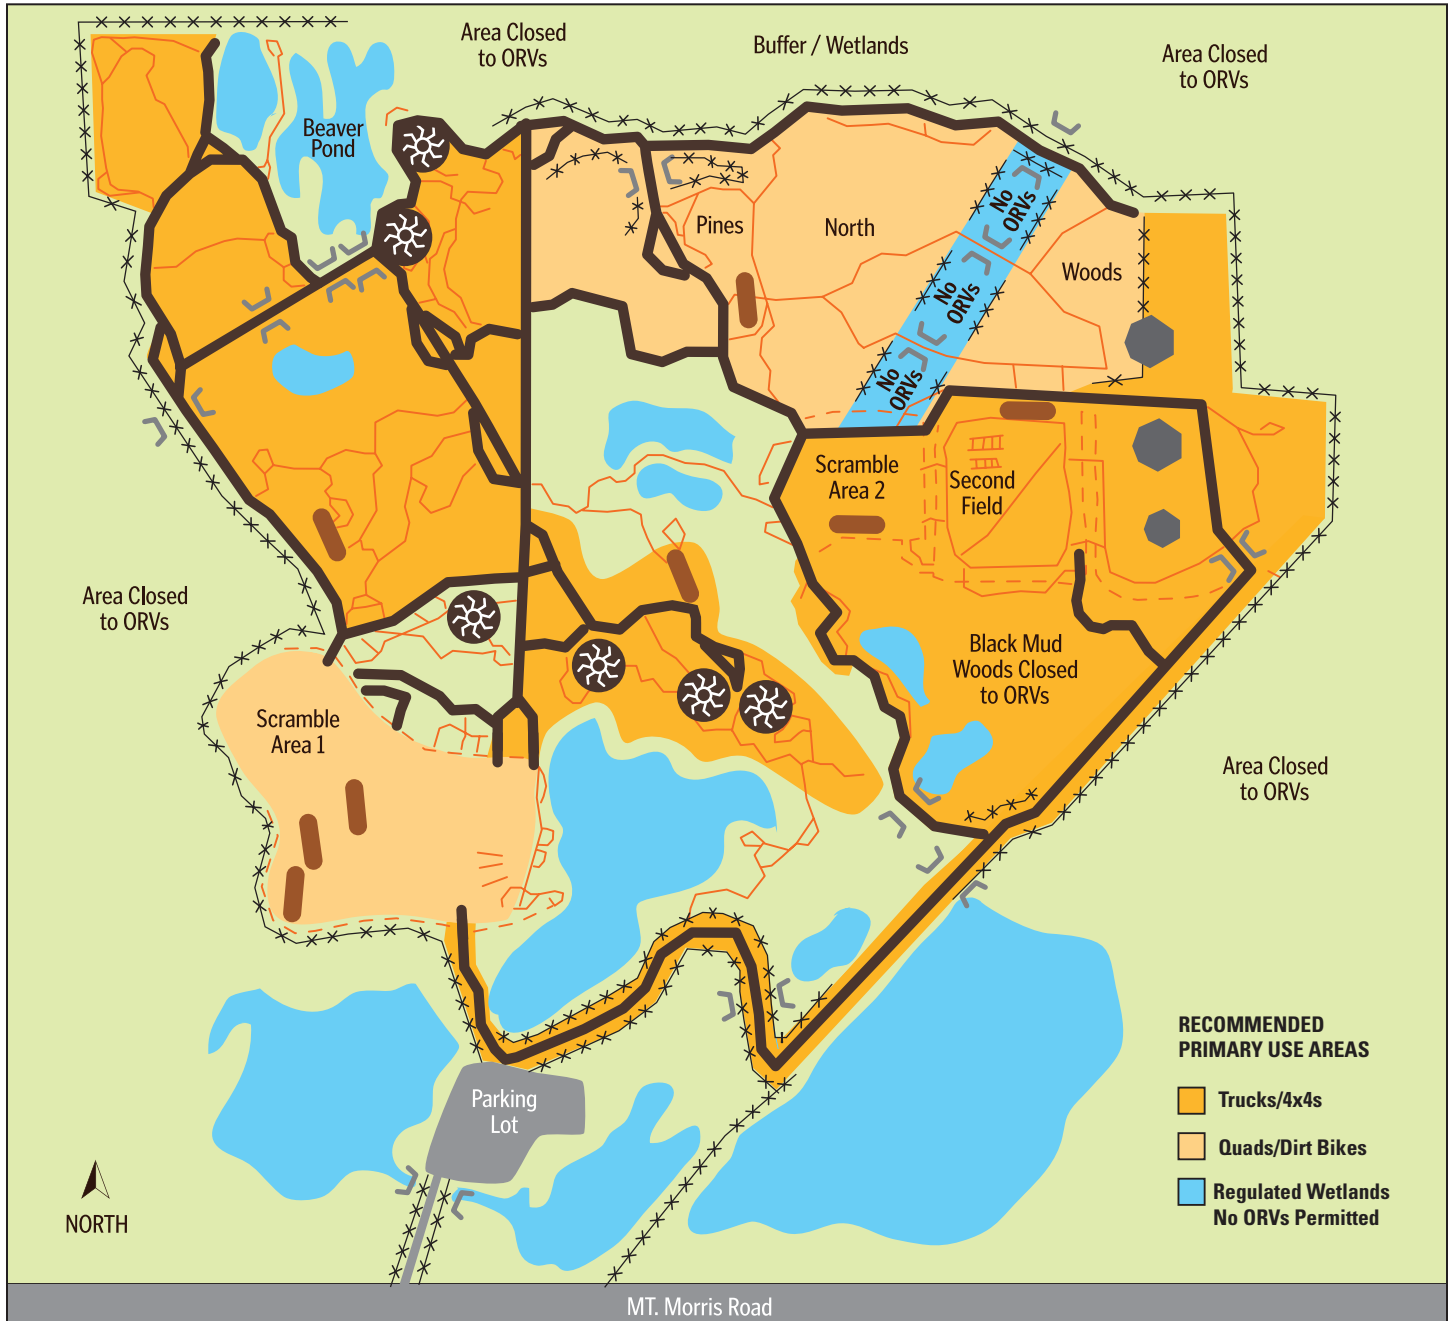 Area Closed
to ORVs
Buffer / Wetlands
Area Closed
to ORVs
Beaver
Pond
Pines
North
Woods
No
ORVs
No
ORVs
No
ORVs
Scramble
Area 2
Second
Field
Area Closed
to ORVs
Black Mud
Woods Closed
to ORVs
Scramble
Area 1
Area Closed
to ORVs
RECOMMENDED
PRIMARY USE AREAS
Trucks/4x4s
Quads/Dirt Bikes
Regulated Wetlands
No ORVs Permitted
Parking
Lot
NORTH
MT. Morris Road